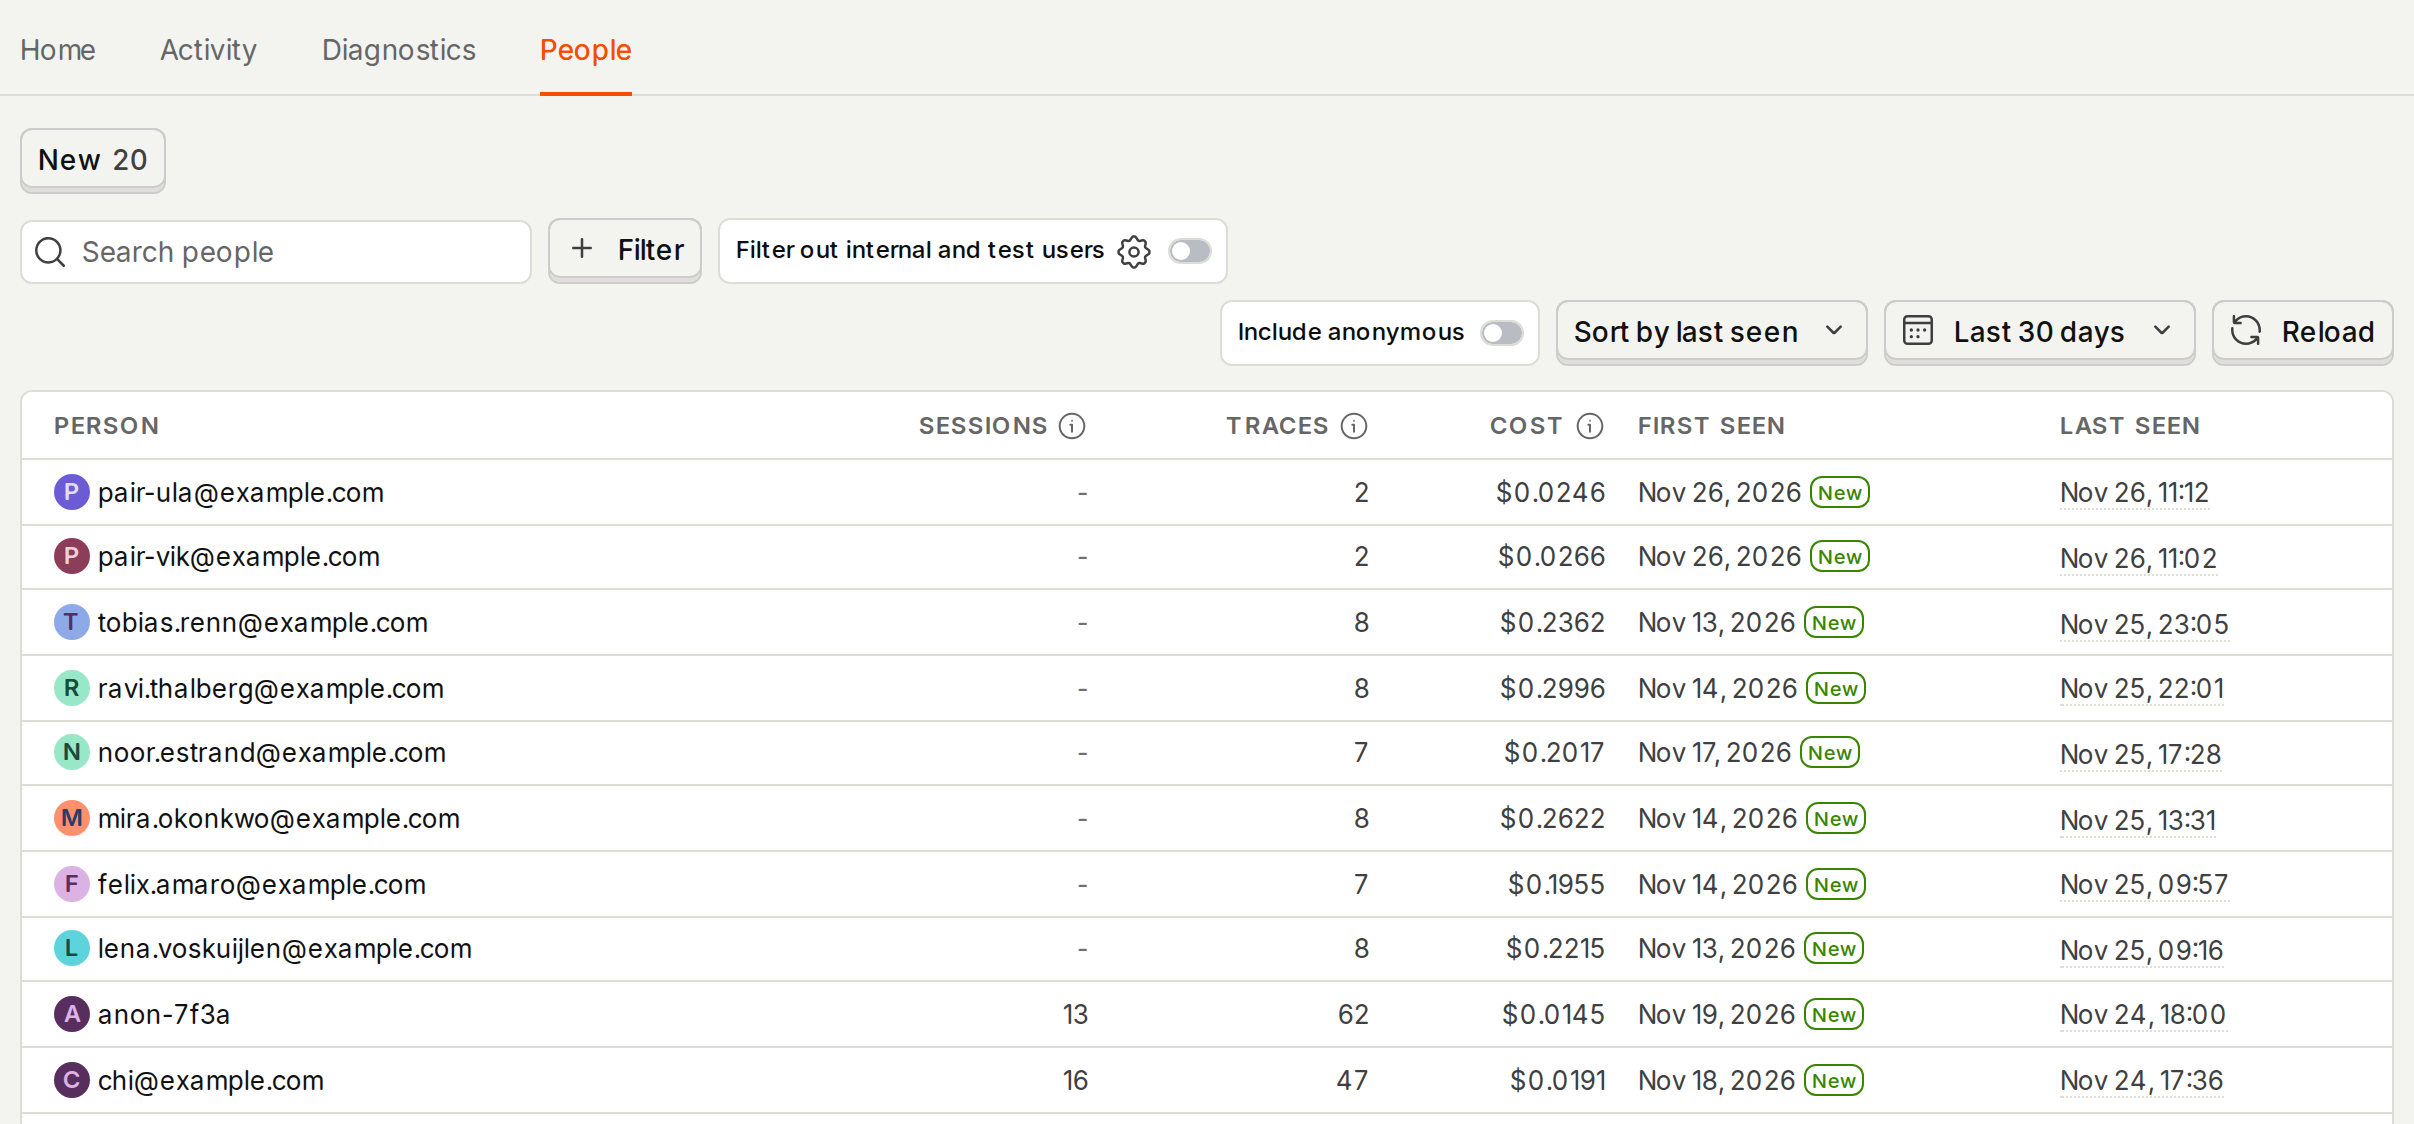 Home Activity Diagnostics People
New 20
Search people Filter Filter out internal and test users
Include anonymous Sort by last seen Last 30 days Reload
PERSON SESSIONS TRACES COST FIRST SEEN LAST SEEN
P pair-ula@example.com - 2 $0.0246 Nov 26, 2026 New Nov 26, 11:12
P pair-vik@example.com - 2 $0.0266 Nov 26, 2026 New Nov 26, 11:02
T tobias.renn@example.com - 8 $0.2362 Nov 13, 2026 New Nov 25, 23:05
R ravi.thalberg@example.com - 8 $0.2996 Nov 14, 2026 New Nov 25, 22:01
N noor.estrand@example.com - 7 $0.2017 Nov 17, 2026 New Nov 25, 17:28
M mira.okonkwo@example.com - 8 $0.2622 Nov 14, 2026 New Nov 25, 13:31
F felix.amaro@example.com - 7 $0.1955 Nov 14, 2026 New Nov 25, 09:57
L lena.voskuijlen@example.com - 8 $0.2215 Nov 13, 2026 New Nov 25, 09:16
A anon-7f3a 13 62 $0.0145 Nov 19, 2026 New Nov 24, 18:00
C chi@example.com 16 47 $0.0191 Nov 18, 2026 New Nov 24, 17:36